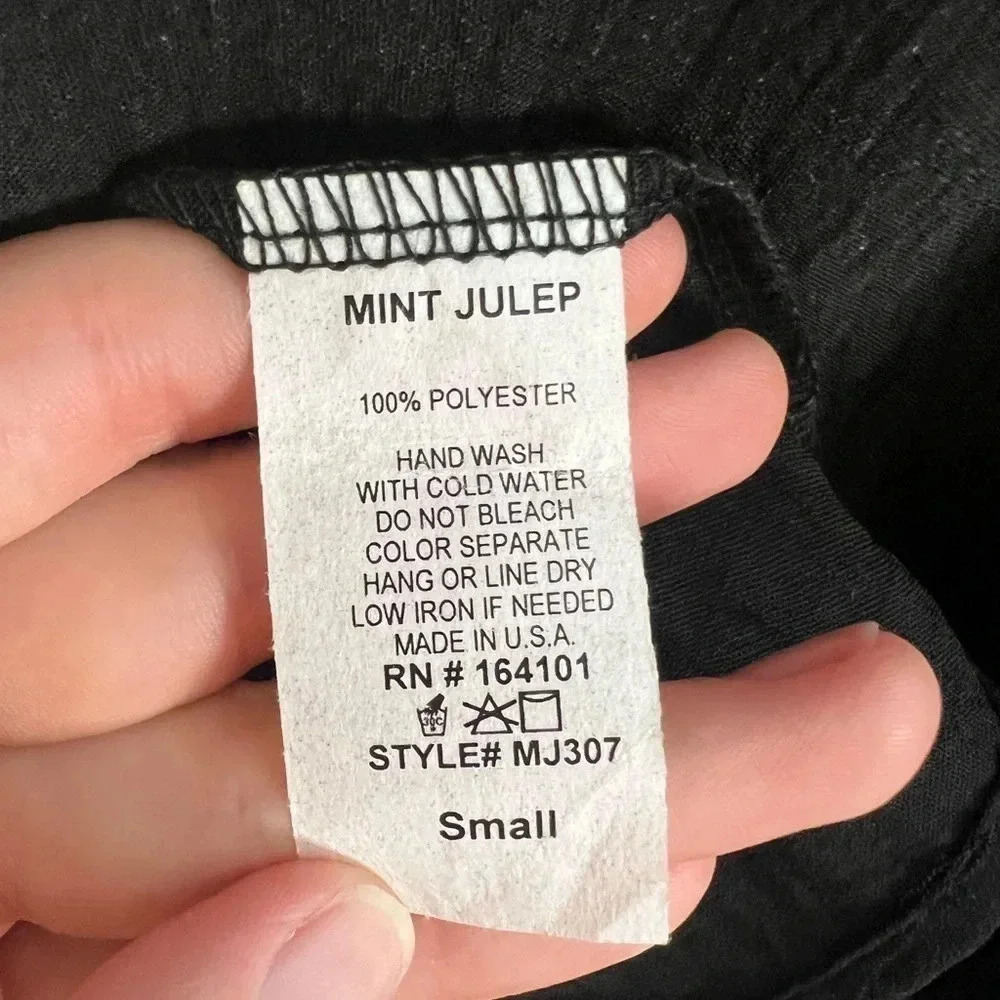 MINT JULEP
100% POLYESTER
HAND WASH
WITH COLD WATER
DO NOT BLEACH
COLOR SEPARATE
HANG OR LINE DRY
LOW IRON IF NEEDED
MADE IN U.S.A.
RN # 164101
30C
STYLE# MJ307
Small